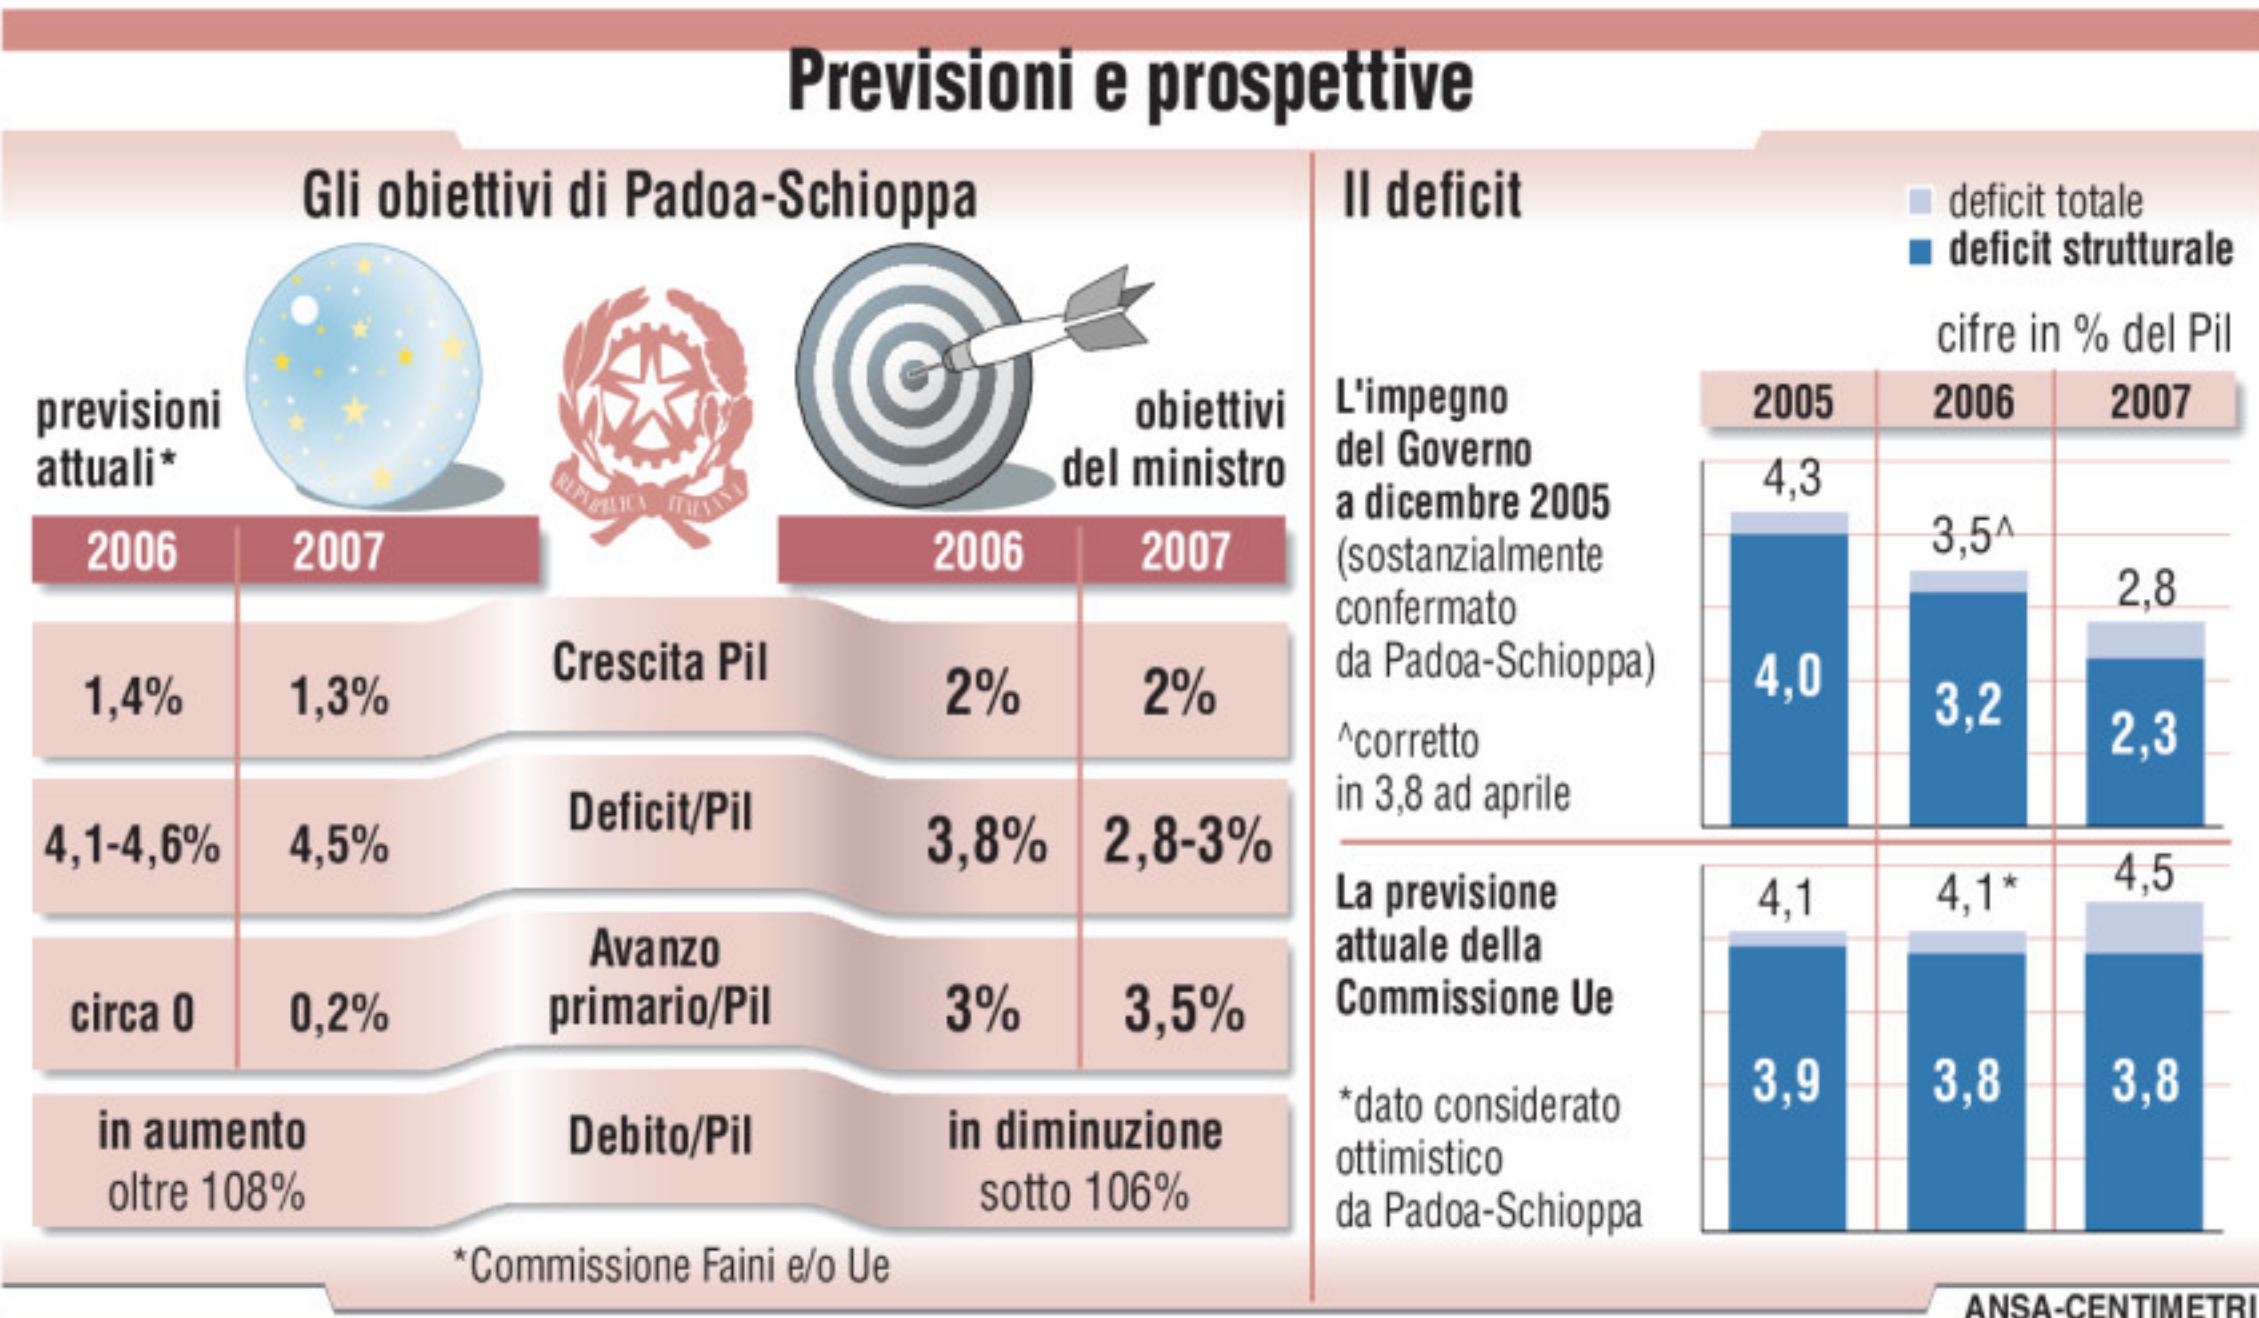 Previsioni e prospettive
Gli obiettivi di Padoa-Schioppa
previsioni
attuali*
REPVBBLICA ITALIANA
obiettivi
del ministro
2006 2007 2006 2007
1,4% 1,3% Crescita Pil 2% 2%
4,1-4,6% 4,5% Deficit/Pil 3,8% 2,8-3%
Avanzo
circa 0 0,2% primario/Pil 3% 3,5%
in aumento Debito/Pil in diminuzione
oltre 108% sotto 106%
*Commissione Faini e/o Ue
Il deficit
deficit totale
deficit strutturale
cifre in % del Pil
2005 2006 2007
L'impegno
del Governo
a dicembre 2005
(sostanzialmente
confermato
da Padoa-Schioppa)
^corretto
in 3,8 ad aprile
4,3 3,5^ 2,8
4,0 3,2 2,3
La previsione
attuale della
Commissione Ue
*dato considerato
ottimistico
da Padoa-Schioppa
4,1 4,1* 4,5
3,9 3,8 3,8
ANSA-CENTIMETRI